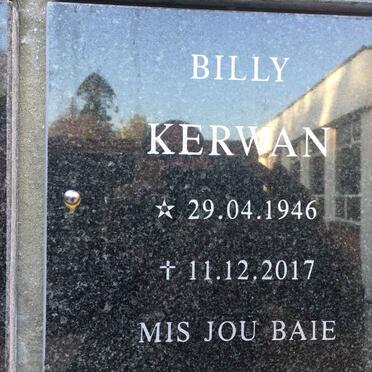 BILLY
KERWAN
☆ 29.04.1946
† 11.12.2017
MIS JOU BAIE